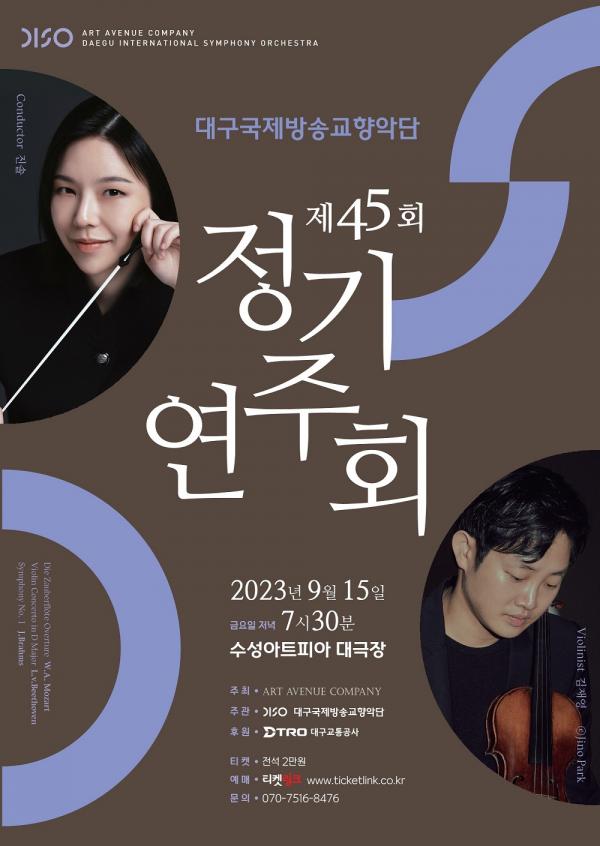 DISO
ART AVENUE COMPANY
DAEGU INTERNATIONAL SYMPHONY ORCHESTRA
Conductor 진솔
대구국제방송교향악단
제45회
정기
연주회
Die Zauberflöte Overture W.A. Mozart
Violin Concerto in D Major L.v.Beethoven
Symphony No. 1 J.Brahms
2023년 9월 15일
금요일 저녁 7시30분
수성아트피아 대극장
Violinist 김재영 ©Jino Park
주최 • ART AVENUE COMPANY
주관 • DISO 대구국제방송교향악단
후원 • DTRO 대구교통공사
티켓 • 전석 2만원
예매 • 티켓링크 www.ticketlink.co.kr
문의 • 070-7516-8476